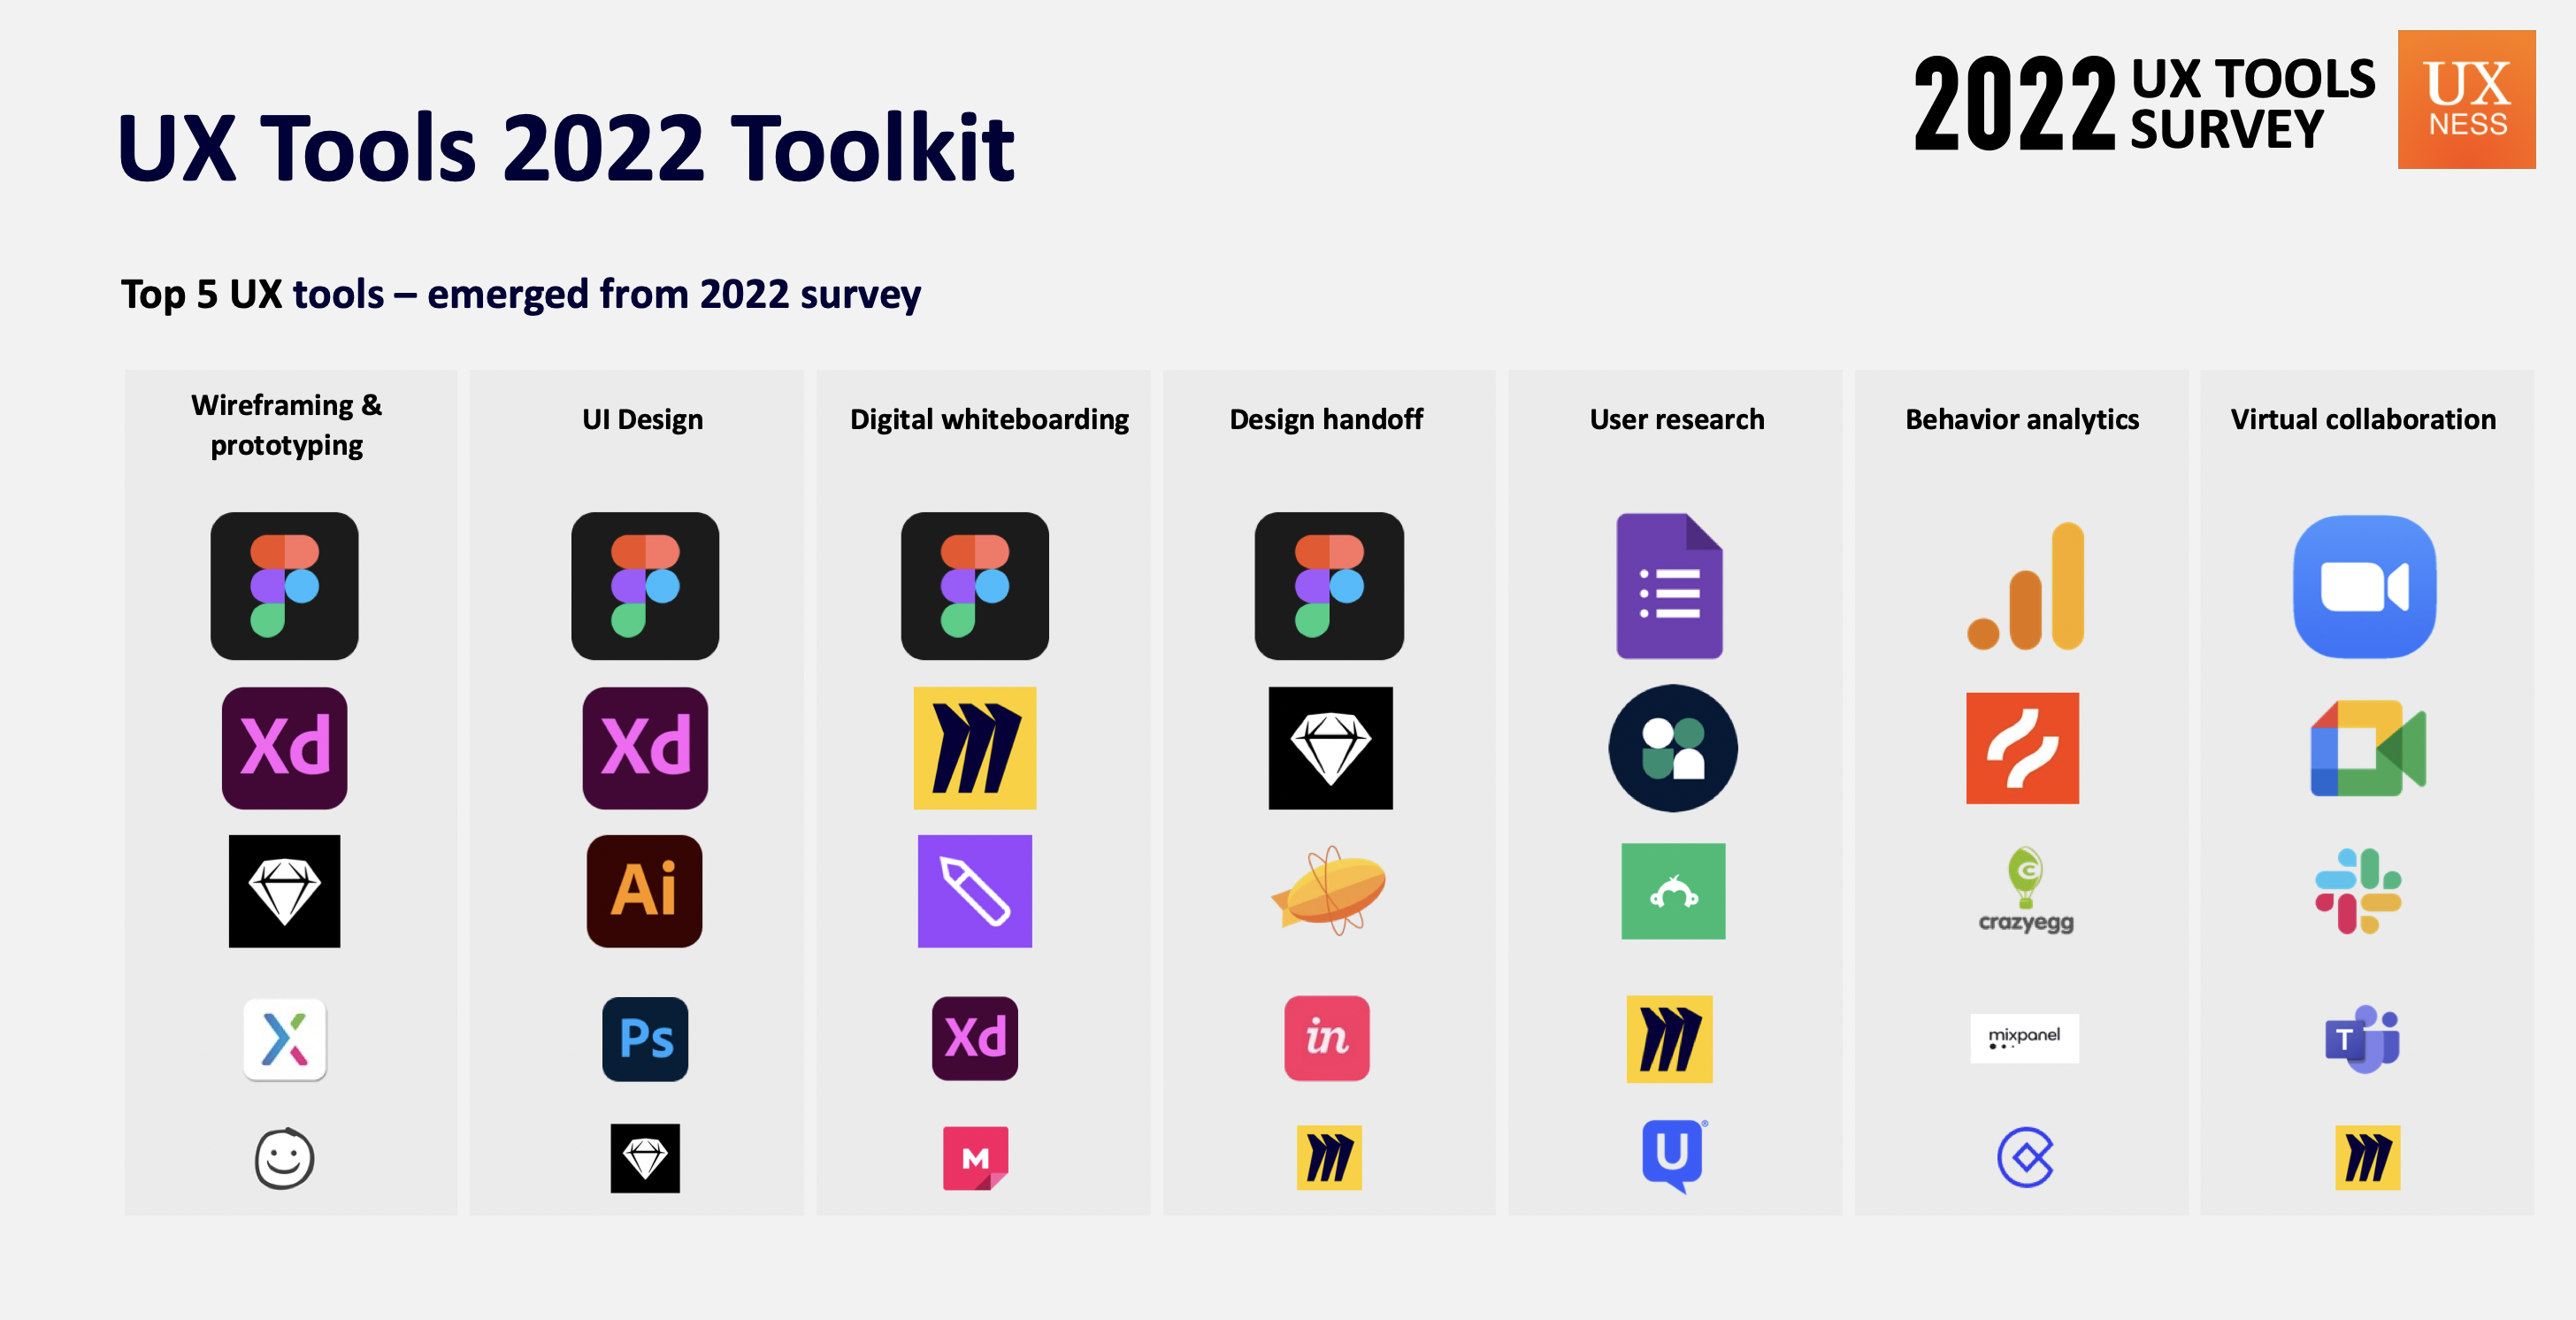 2022 UX TOOLS
SURVEY
UX
NESS
UX Tools 2022 Toolkit
Top 5 UX tools – emerged from 2022 survey
Wireframing &
prototyping
UI Design
Digital whiteboarding
Design handoff
User research
Behavior analytics
Virtual collaboration
Xd
Xd
Ai
crazyegg
Ps
Xd
in
mixpanel
T
M
U®